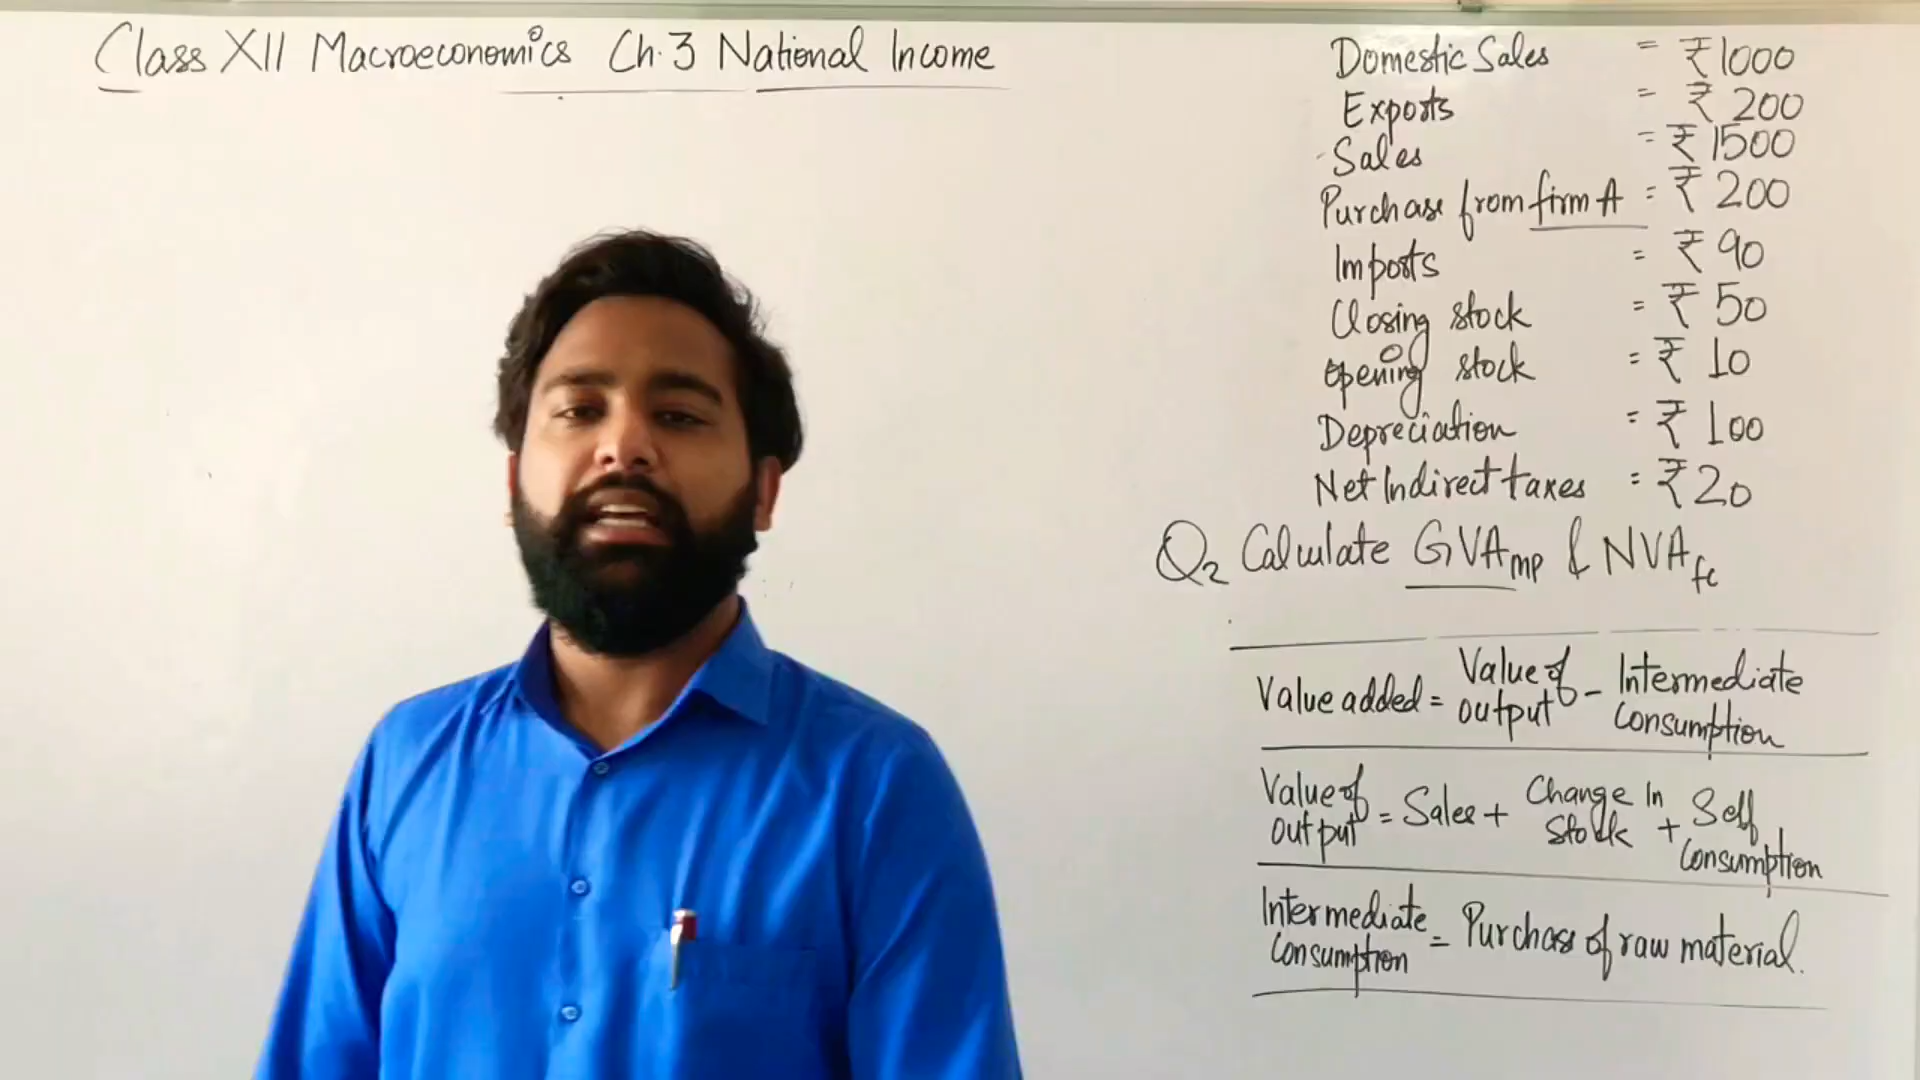 Class XII Macroeconomics Ch.3 National Income
Domestic Sales = ₹1000
Exports = ₹ 200
Sales = ₹1500
Purchase from firm A = ₹ 200
Imports = ₹ 90
Closing stock = ₹ 50
Opening stock = ₹ 10
Depreciation = ₹ 100
Net Indirect taxes = ₹20
Q2 Calculate GVAmp & NVAfc
Value added = Value of output - Intermediate Consumption
Value of output = Sales + Change In Stock + Self Consumption
Intermediate Consumption = Purchase of raw material.